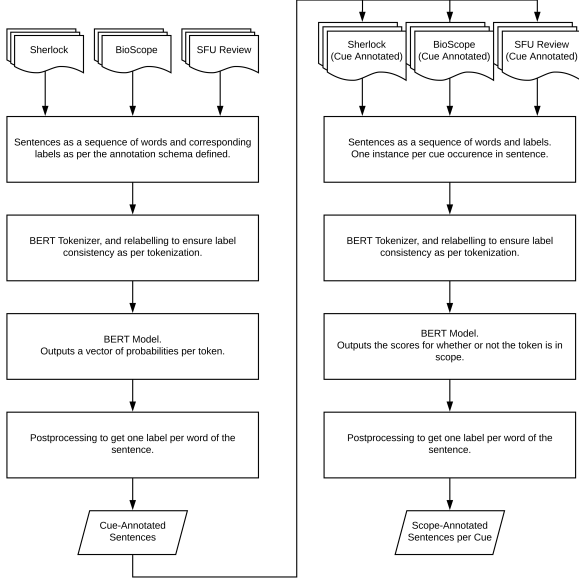 Sherlock
BioScope
SFU Review
Sentences as a sequence of words and corresponding
labels as per the annotation schema defined.
BERT Tokenizer, and relabelling to ensure label
consistency as per tokenization.
BERT Model.
Outputs a vector of probabilities per token.
Postprocessing to get one label per word of the
sentence.
Cue-Annotated
Sentences
Sherlock
(Cue Annotated)
BioScope
(Cue Annotated)
SFU Review
(Cue Annotated)
Sentences as a sequence of words and labels.
One instance per cue occurence in sentence.
BERT Tokenizer, and relabelling to ensure label
consistency as per tokenization.
BERT Model.
Outputs the scores for whether or not the token is in
scope.
Postprocessing to get one label per word of the
sentence.
Scope-Annotated
Sentences per Cue